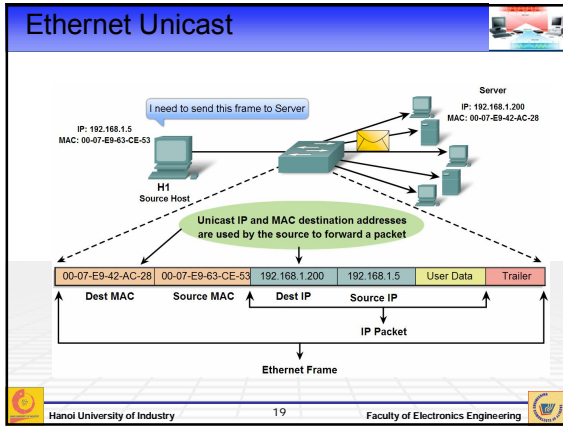 Ethernet Unicast
I need to send this frame to Server
Server
IP: 192.168.1.200
MAC: 00-07-E9-42-AC-28
IP: 192.168.1.5
MAC: 00-07-E9-63-CE-53
H1
Source Host
Unicast IP and MAC destination addresses
are used by the source to forward a packet
00-07-E9-42-AC-28 00-07-E9-63-CE-53 192.168.1.200 192.168.1.5 User Data Trailer
Dest MAC Source MAC Dest IP Source IP
IP Packet
Ethernet Frame
Hanoi University of Industry 19 Faculty of Electronics Engineering